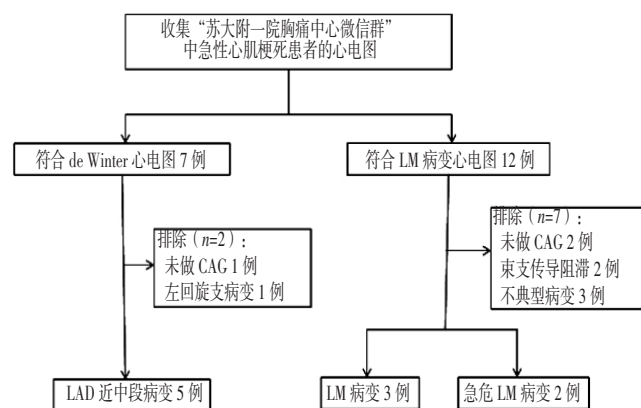 收集“苏大附一院胸痛中心微信群”
中急性心肌梗死患者的心电图
符合 de Winter 心电图 7 例
符合 LM 病变心电图 12 例
排除（n=2）：
未做 CAG 1 例
左回旋支病变 1 例
排除（n=7）：
未做 CAG 2 例
束支传导阻滞 2 例
不典型病变 3 例
LAD 近中段病变 5 例
LM 病变 3 例
急危 LM 病变 2 例